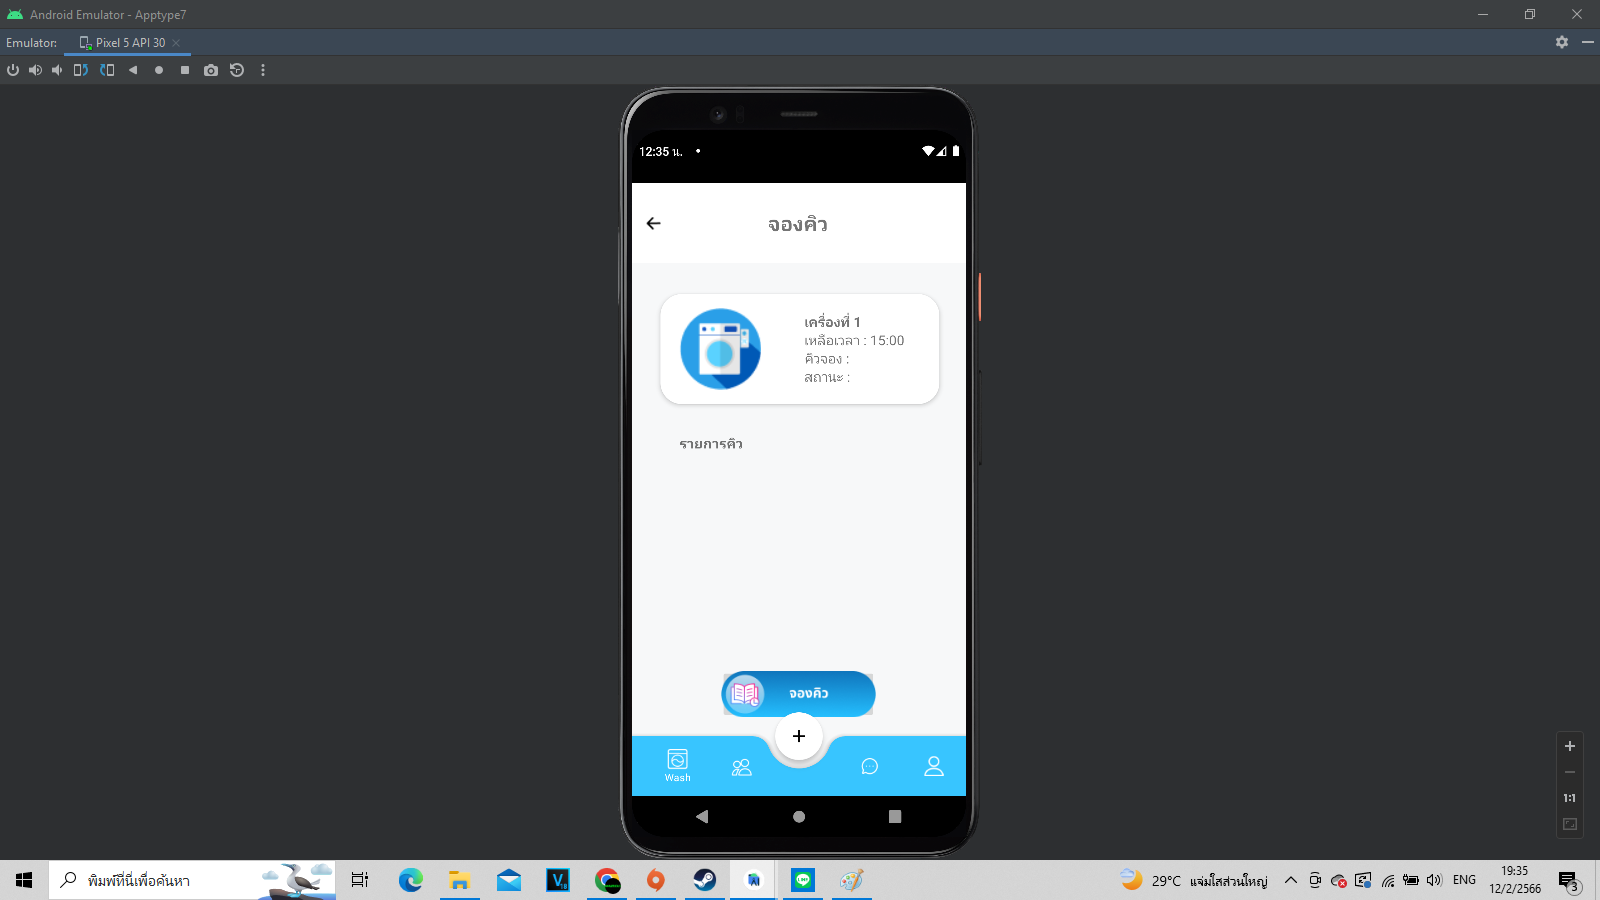 Android Emulator - Apptype7
Emulator:
Pixel 5 API 30
12:35 น.
จองคิว
เครื่องที่ 1
เหลือเวลา : 15:00
คิวจอง :
สถานะ :
รายการคิว
จองคิว
+
Wash
1:1
พิมพ์ที่นี่เพื่อค้นหา
29°C แจ่มใสส่วนใหญ่
ENG
19:35
12/2/2566
3